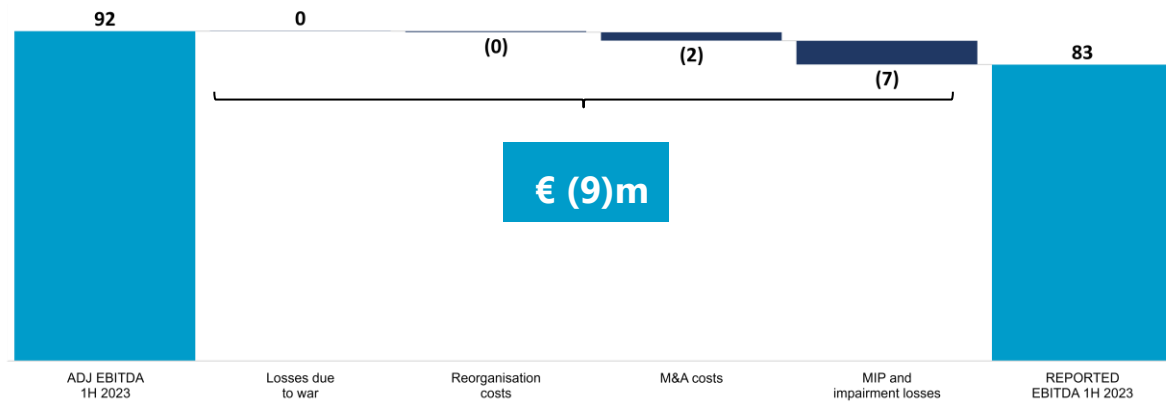 92
0
(0)
(2)
(7)
83
€ (9)m
ADJ EBITDA
1H 2023
Losses due
to war
Reorganisation
costs
M&A costs
MIP and
impairment losses
REPORTED
EBITDA 1H 2023